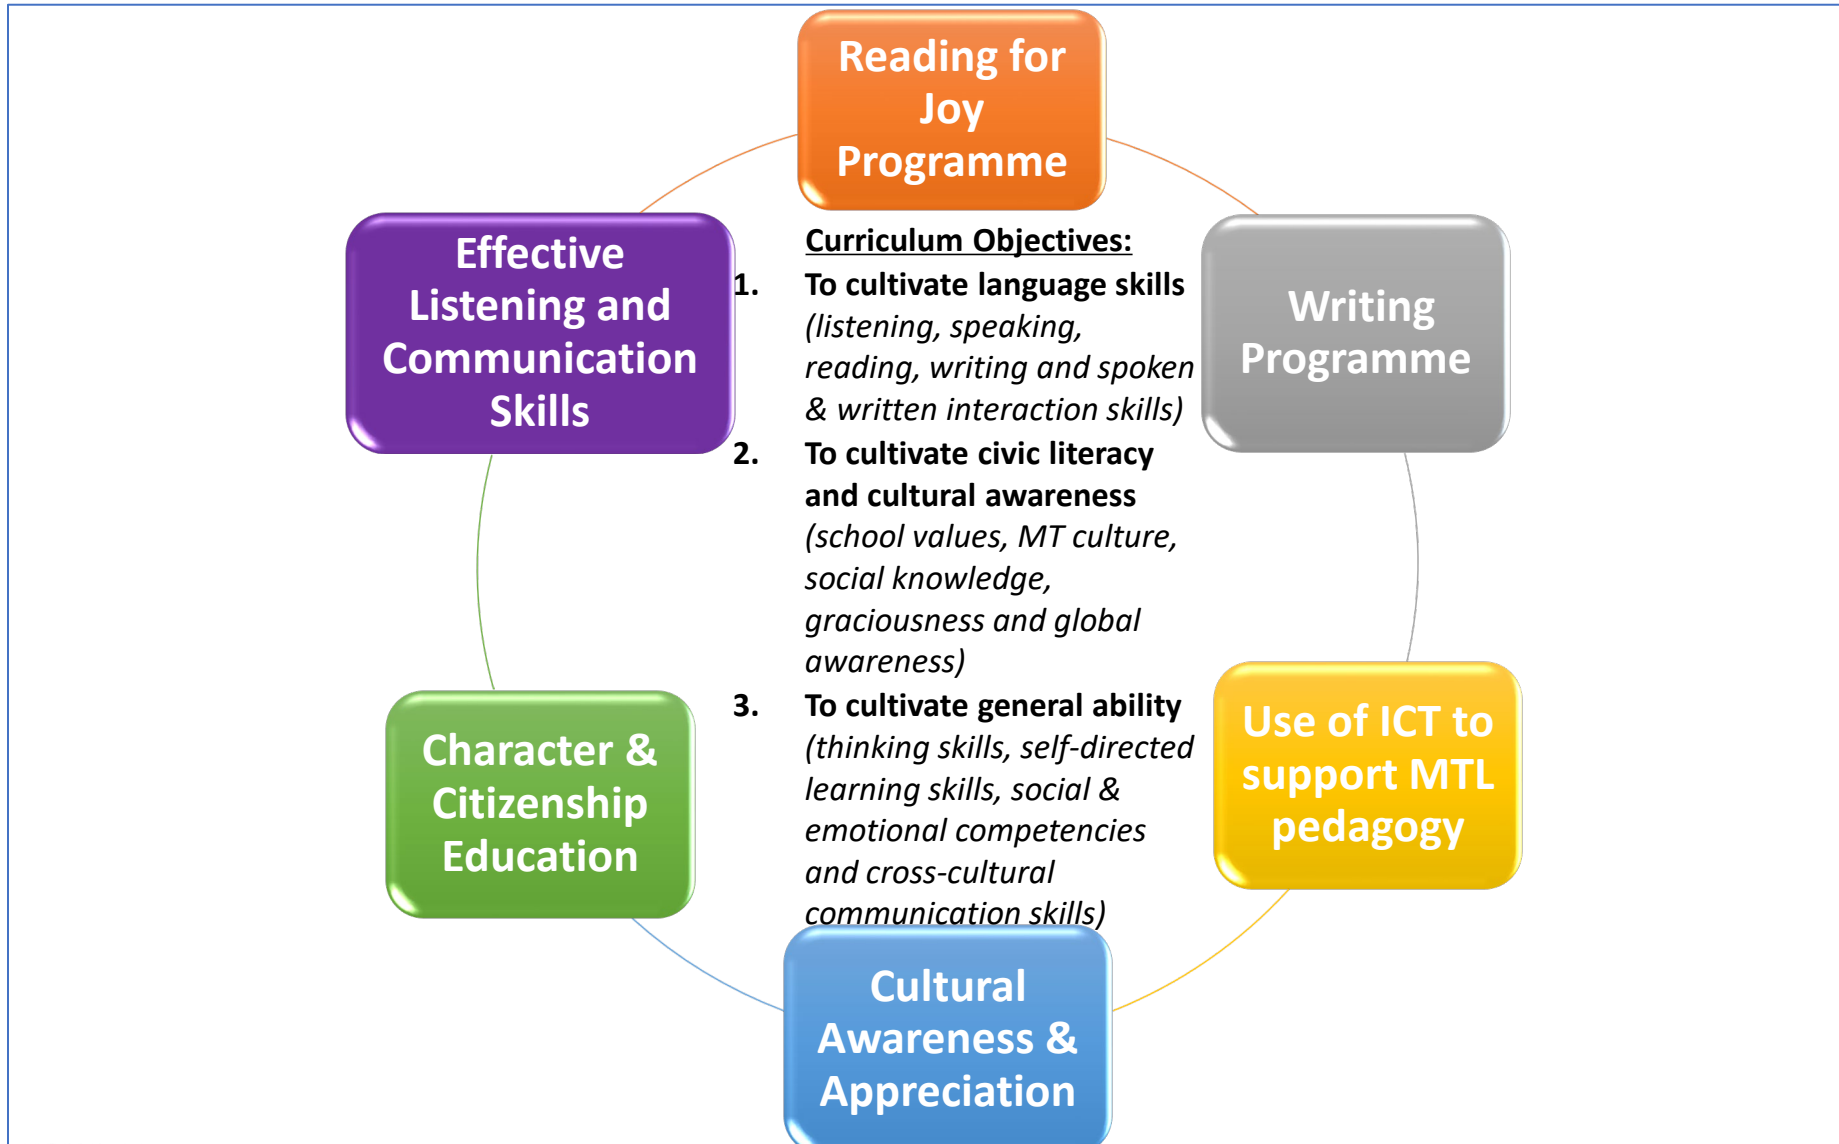 Reading for
Joy
Programme
Effective
Listening and
Communication
Skills
Curriculum Objectives:
1. To cultivate language skills
(listening, speaking,
reading, writing and spoken
& written interaction skills)
2. To cultivate civic literacy
and cultural awareness
(school values, MT culture,
social knowledge,
graciousness and global
awareness)
3. To cultivate general ability
(thinking skills, self-directed
learning skills, social &
emotional competencies
and cross-cultural
communication skills)
Writing
Programme
Use of ICT to
support MTL
pedagogy
Character &
Citizenship
Education
Cultural
Awareness &
Appreciation